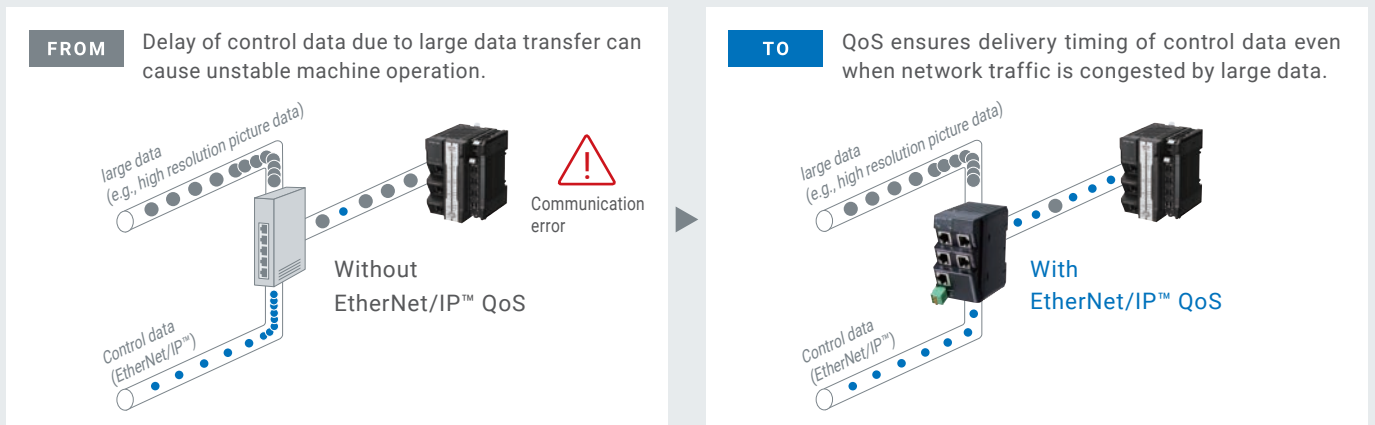 FROM
Delay of control data due to large data transfer can
cause unstable machine operation.
large data
(e.g., high resolution picture data)
Communication
error
Without
EtherNet/IP™ QoS
Control data
(EtherNet/IP™)
TO
QoS ensures delivery timing of control data even
when network traffic is congested by large data.
large data
(e.g., high resolution picture data)
With
EtherNet/IP™ QoS
Control data
(EtherNet/IP™)